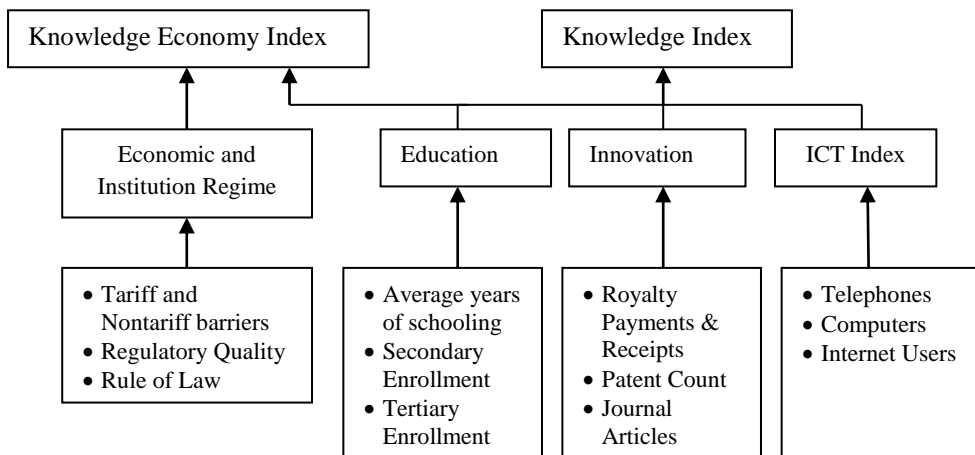 Knowledge Economy Index
Knowledge Index
Economic and
Institution Regime
Education
Innovation
ICT Index
• Tariff and
Nontariff barriers
• Regulatory Quality
• Rule of Law
• Average years
of schooling
• Secondary
Enrollment
• Tertiary
Enrollment
• Royalty
Payments &
Receipts
• Patent Count
• Journal
Articles
• Telephones
• Computers
• Internet Users